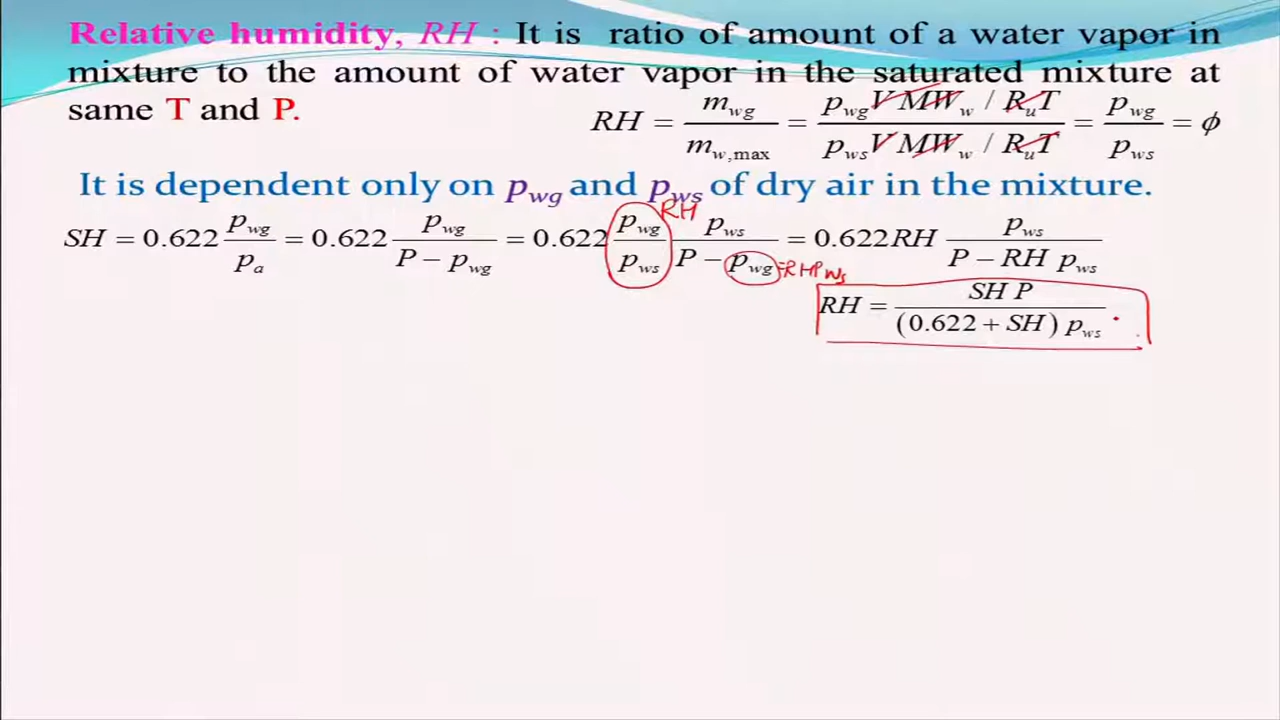 Relative humidity, RH : It is ratio of amount of a water vapor in
mixture to the amount of water vapor in the saturated mixture at
same T and P.
RH = m_wg / m_w,max = (p_wg V MW_w / R_u T) / (p_ws V MW_w / R_u T) = p_wg / p_ws = ϕ
It is dependent only on p_wg and p_ws of dry air in the mixture.
RH
SH = 0.622 p_wg / p_a = 0.622 p_wg / (P − p_wg) = 0.622 p_wg / p_ws p_ws / (P − p_wg) = 0.622 RH p_ws / (P − RH p_ws)
=RHPws
RH = SH P / ((0.622 + SH) p_ws)